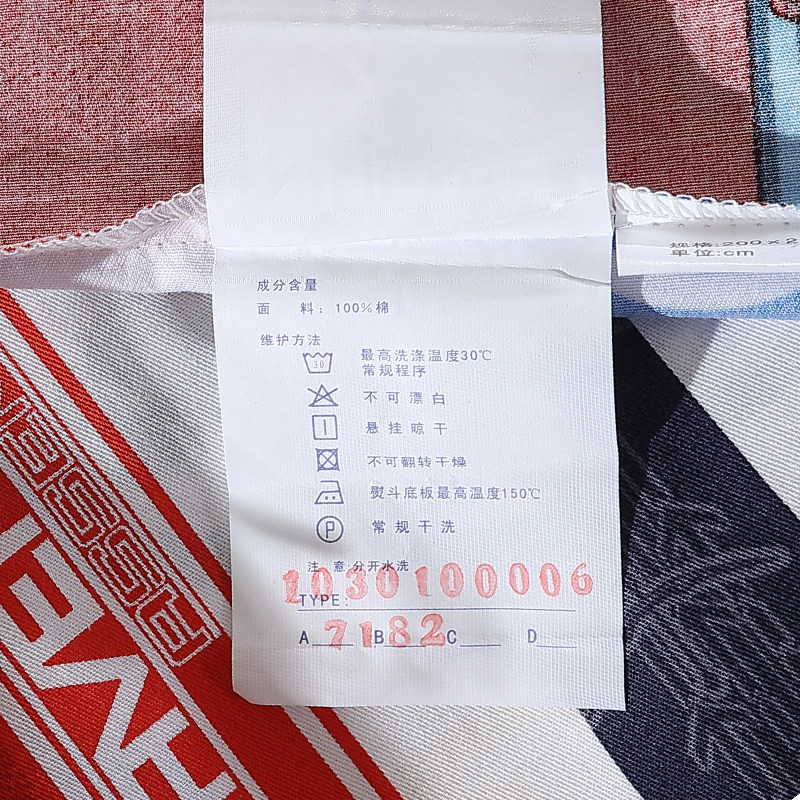 规格:200×2
单位:cm
成分含量
面 料：100%棉
维护方法
30
最高洗涤温度30℃
常规程序
不可漂白
悬挂晾干
不可翻转干燥
熨斗底板最高温度150℃
P
常规干洗
注 意 分开水洗
1030100006
TYPE:
A 71 B 82 C D
PASSEN